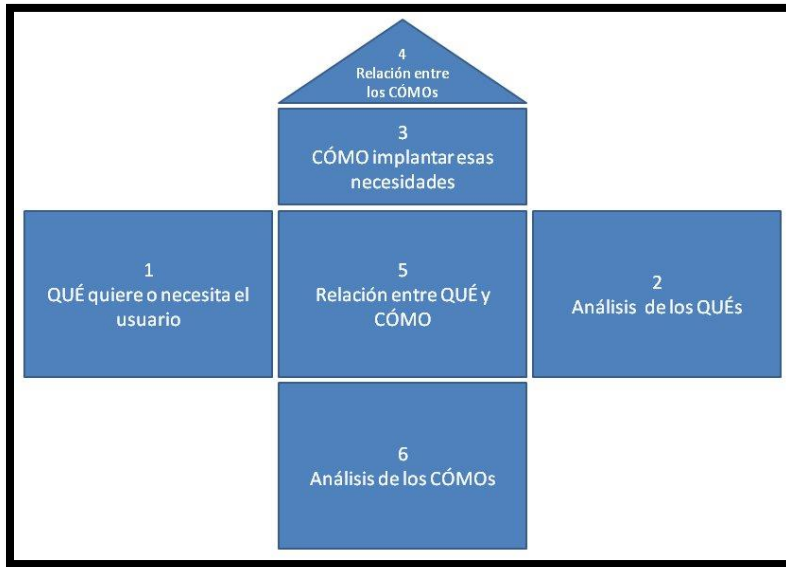 4
Relación entre
los CÓMOs
3
CÓMO implantar esas
necesidades
1
QUÉ quiere o necesita el
usuario
5
Relación entre QUÉ y
CÓMO
2
Análisis de los QUÉs
6
Análisis de los CÓMOs